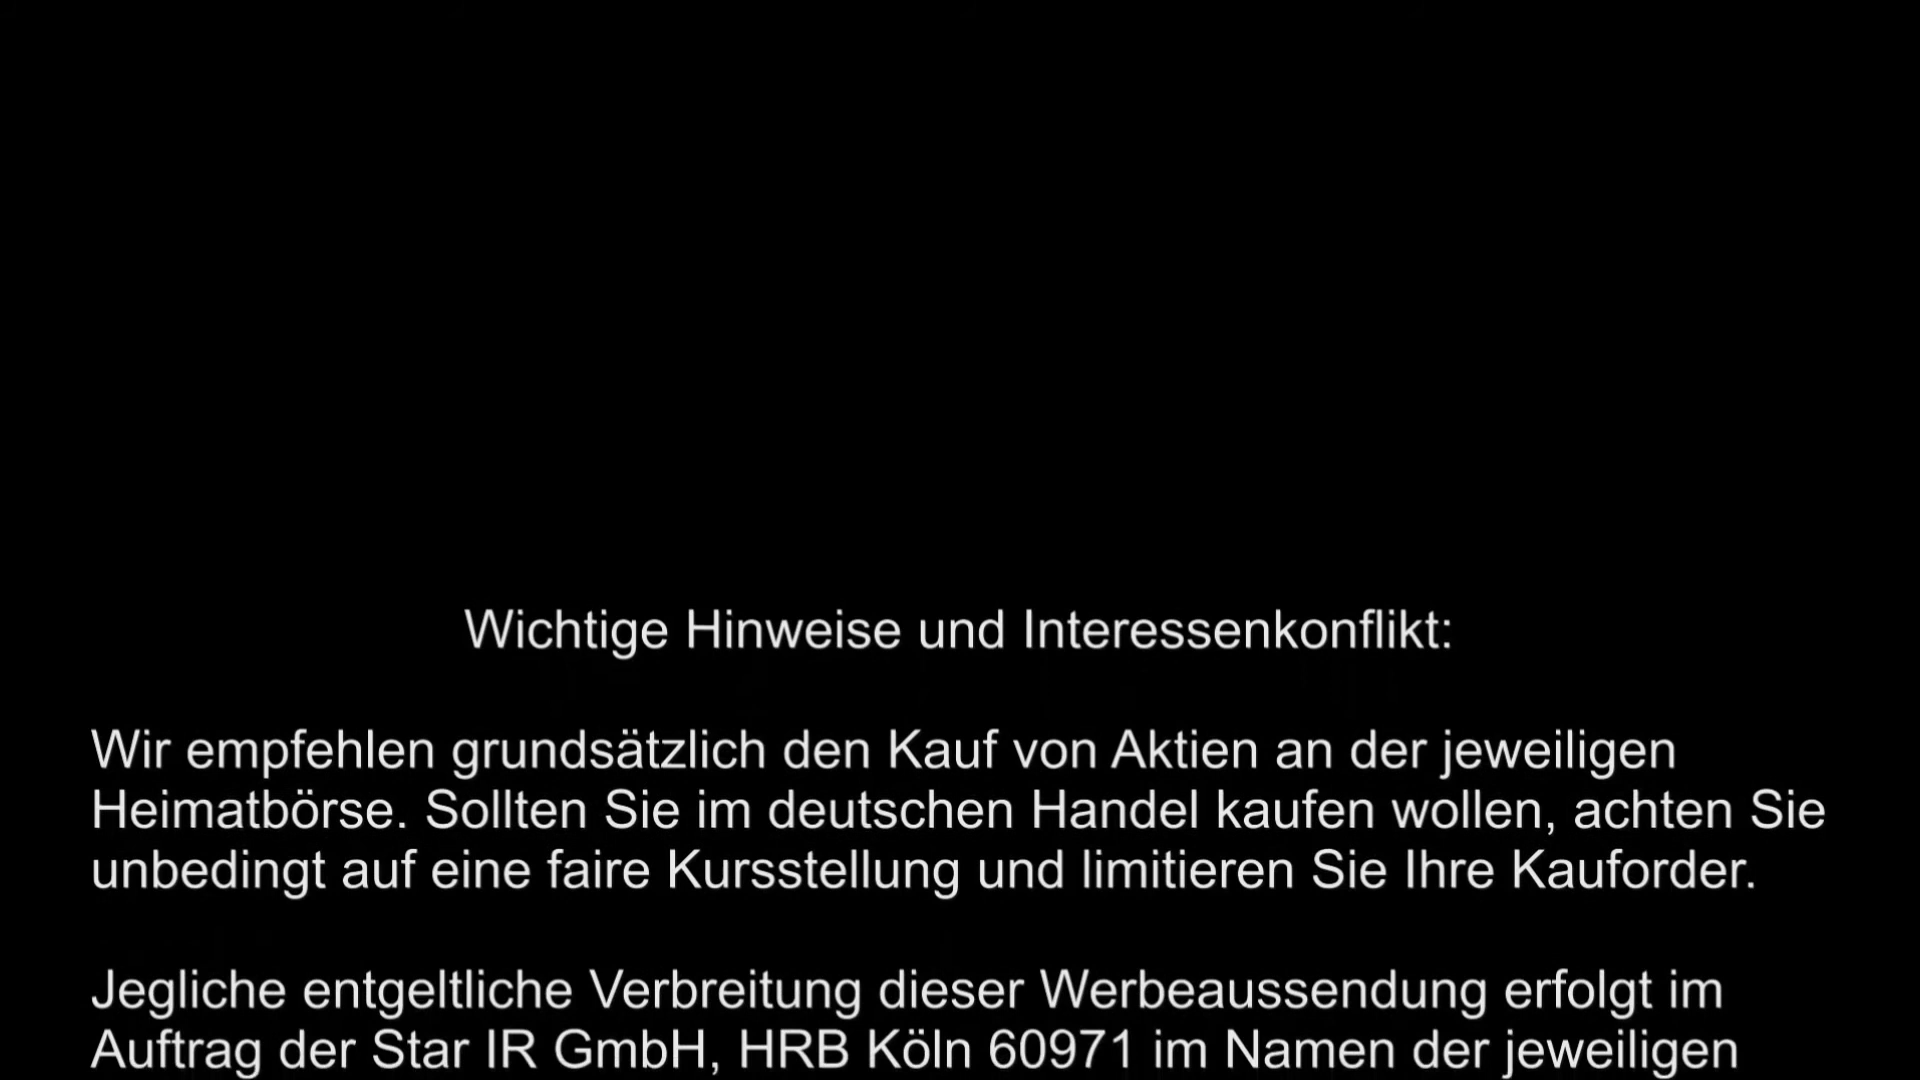 Wichtige Hinweise und Interessenkonflikt:
Wir empfehlen grundsätzlich den Kauf von Aktien an der jeweiligen
Heimatbörse. Sollten Sie im deutschen Handel kaufen wollen, achten Sie
unbedingt auf eine faire Kursstellung und limitieren Sie Ihre Kauforder.
Jegliche entgeltliche Verbreitung dieser Werbeaussendung erfolgt im
Auftrag der Star IR GmbH, HRB Köln 60971 im Namen der jeweiligen